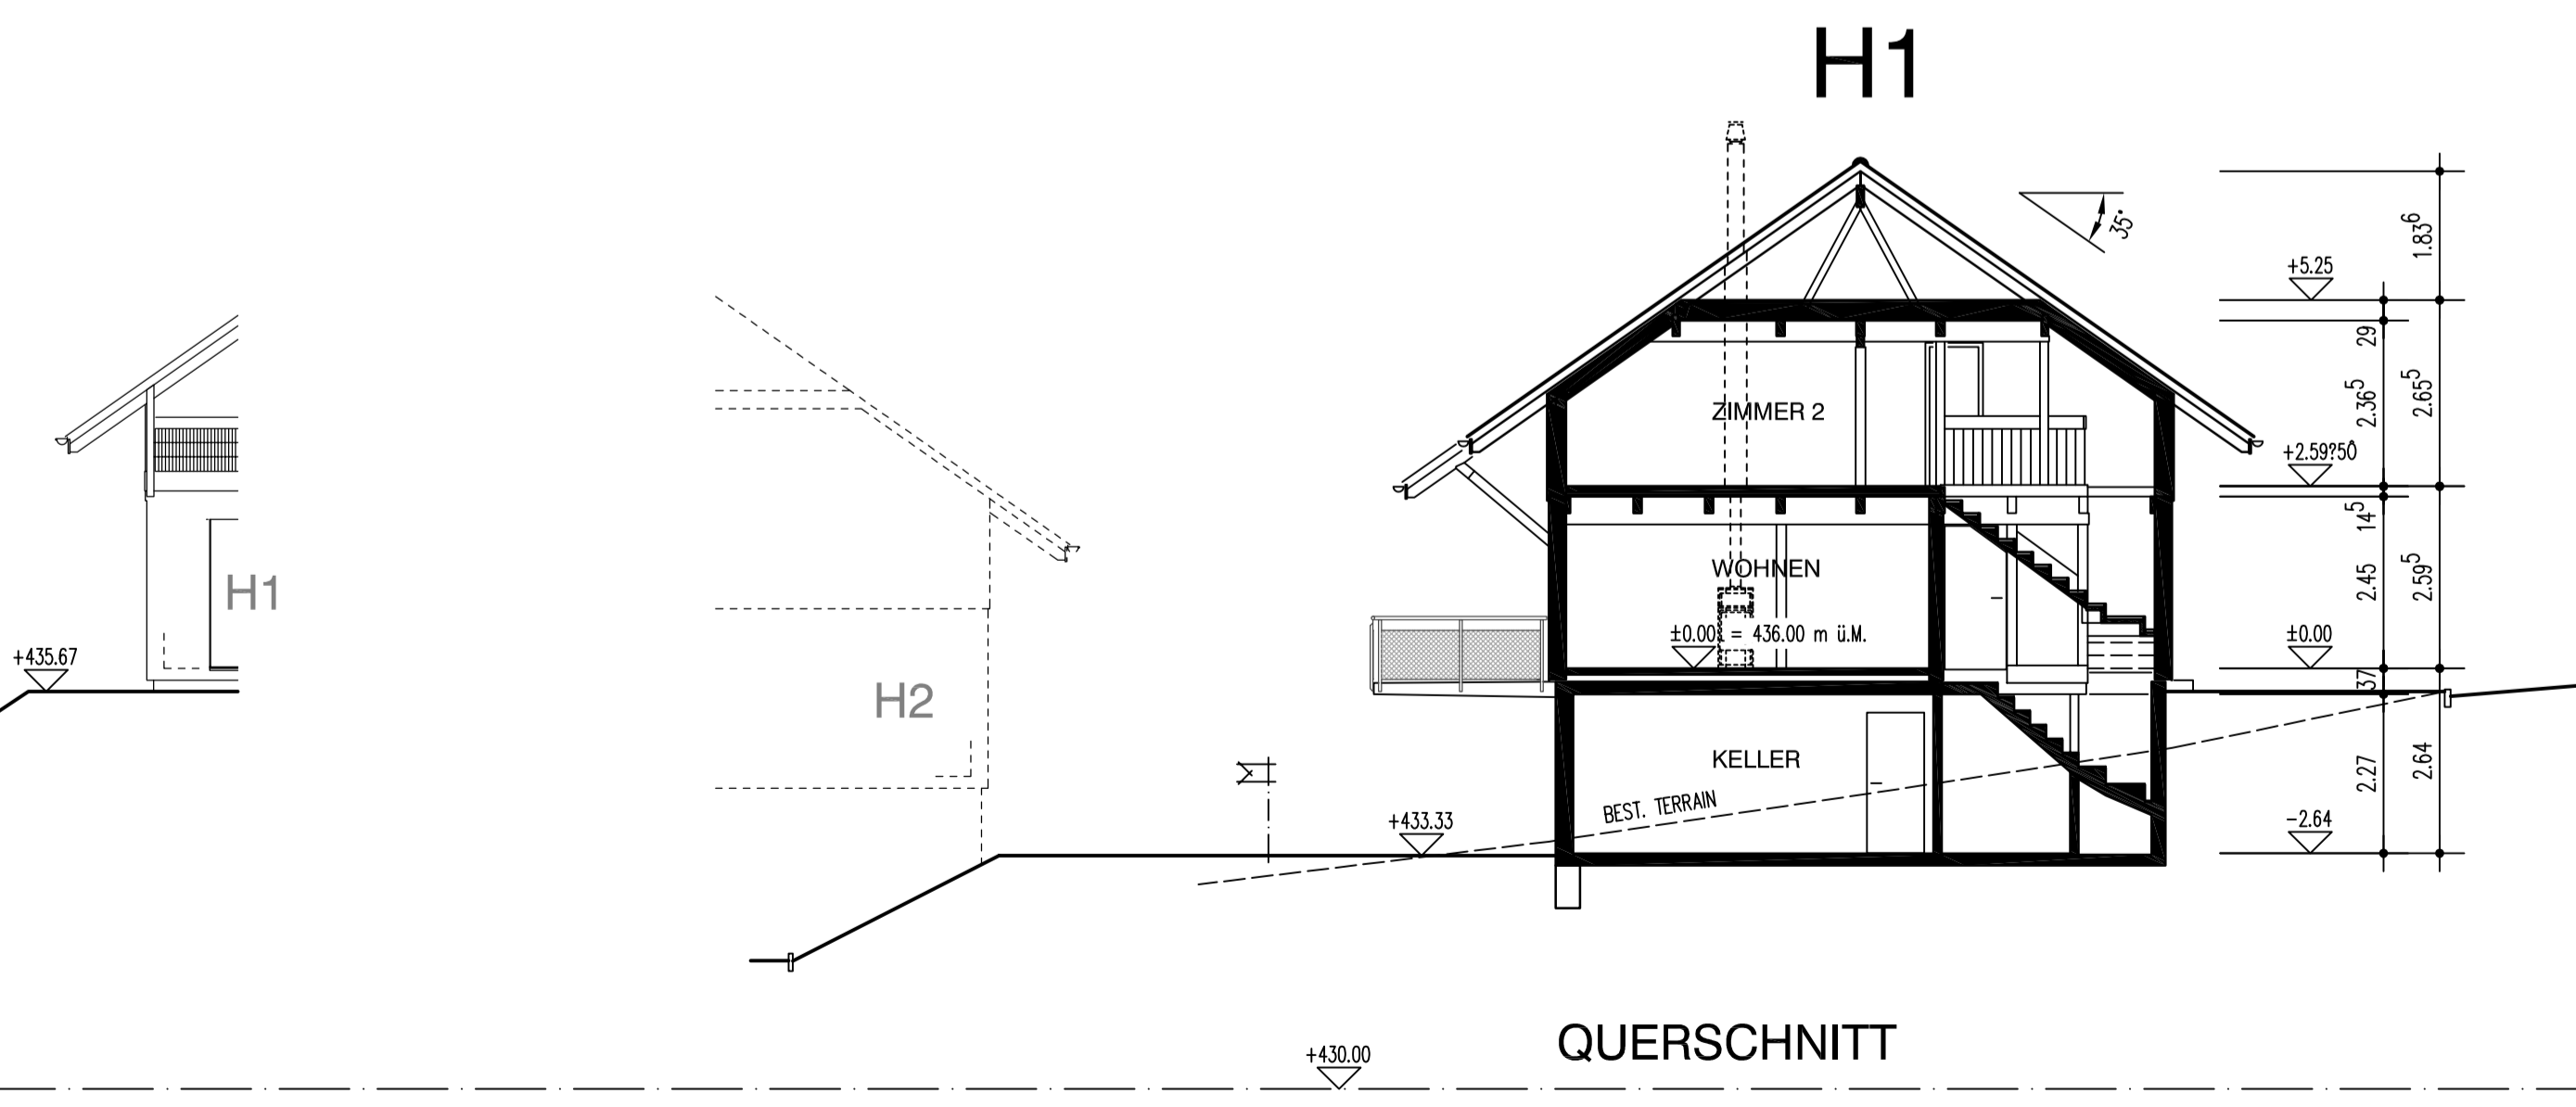 H1
35°
1.83⁶
+5.25
29
2.36⁵
2.65⁵
ZIMMER 2
+2.59?50
14⁵
WOHNEN
2.45
2.59⁵
H1
±0.00 = 436.00 m ü.M.
±0.00
+435.67
37
H2
KELLER
2.27
2.64
BEST. TERRAIN
+433.33
-2.64
QUERSCHNITT
+430.00